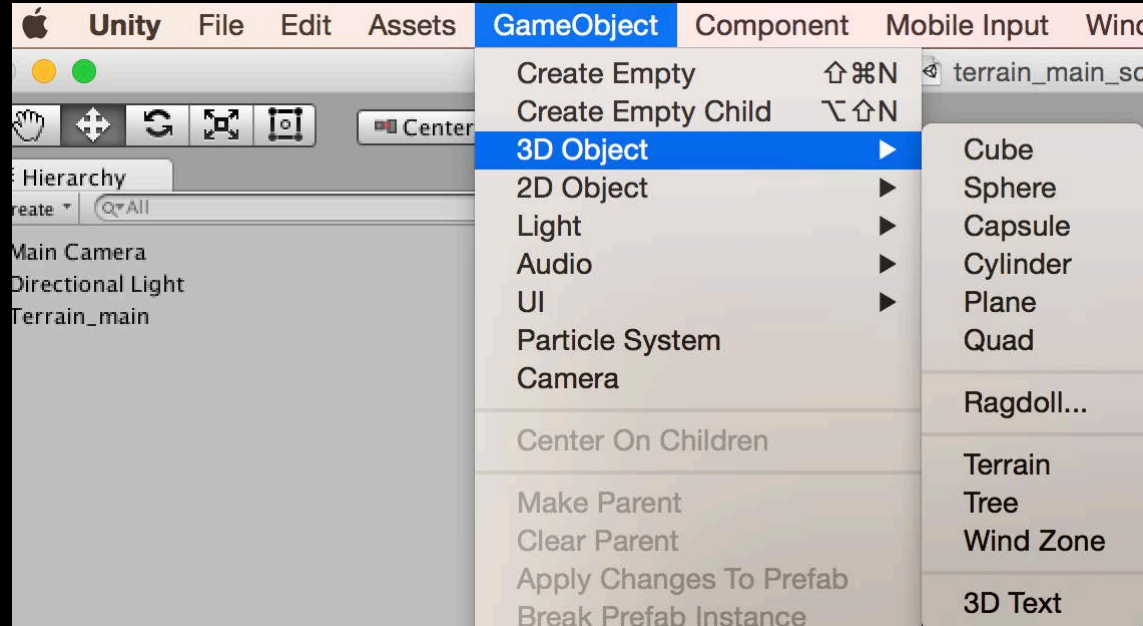 Unity File Edit Assets GameObject Component Mobile Input
terrain_main_sc
Center
Hierarchy
All
Main Camera
Directional Light
Terrain_main
Create Empty ⇧⌘N
Create Empty Child ⌥⇧N
3D Object
2D Object
Light
Audio
UI
Particle System
Camera
Center On Children
Make Parent
Clear Parent
Apply Changes To Prefab
Break Prefab Instance
Cube
Sphere
Capsule
Cylinder
Plane
Quad
Ragdoll...
Terrain
Tree
Wind Zone
3D Text